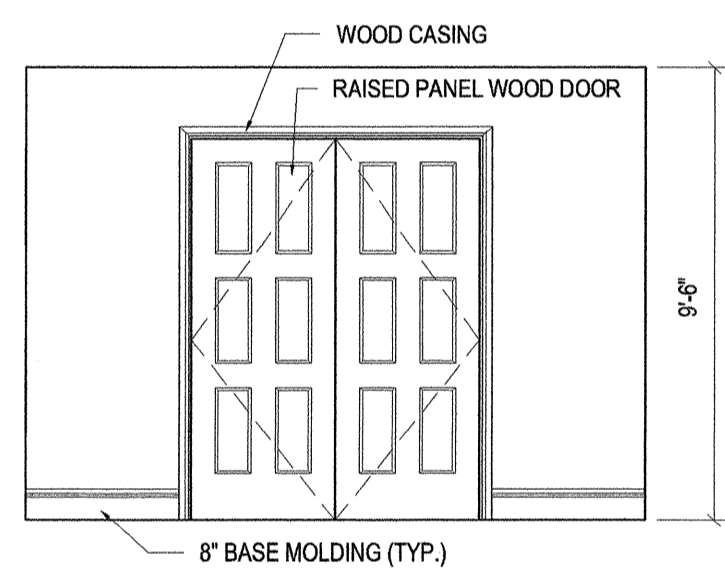 WOOD CASING
RAISED PANEL WOOD DOOR
9'-6"
8" BASE MOLDING (TYP.)